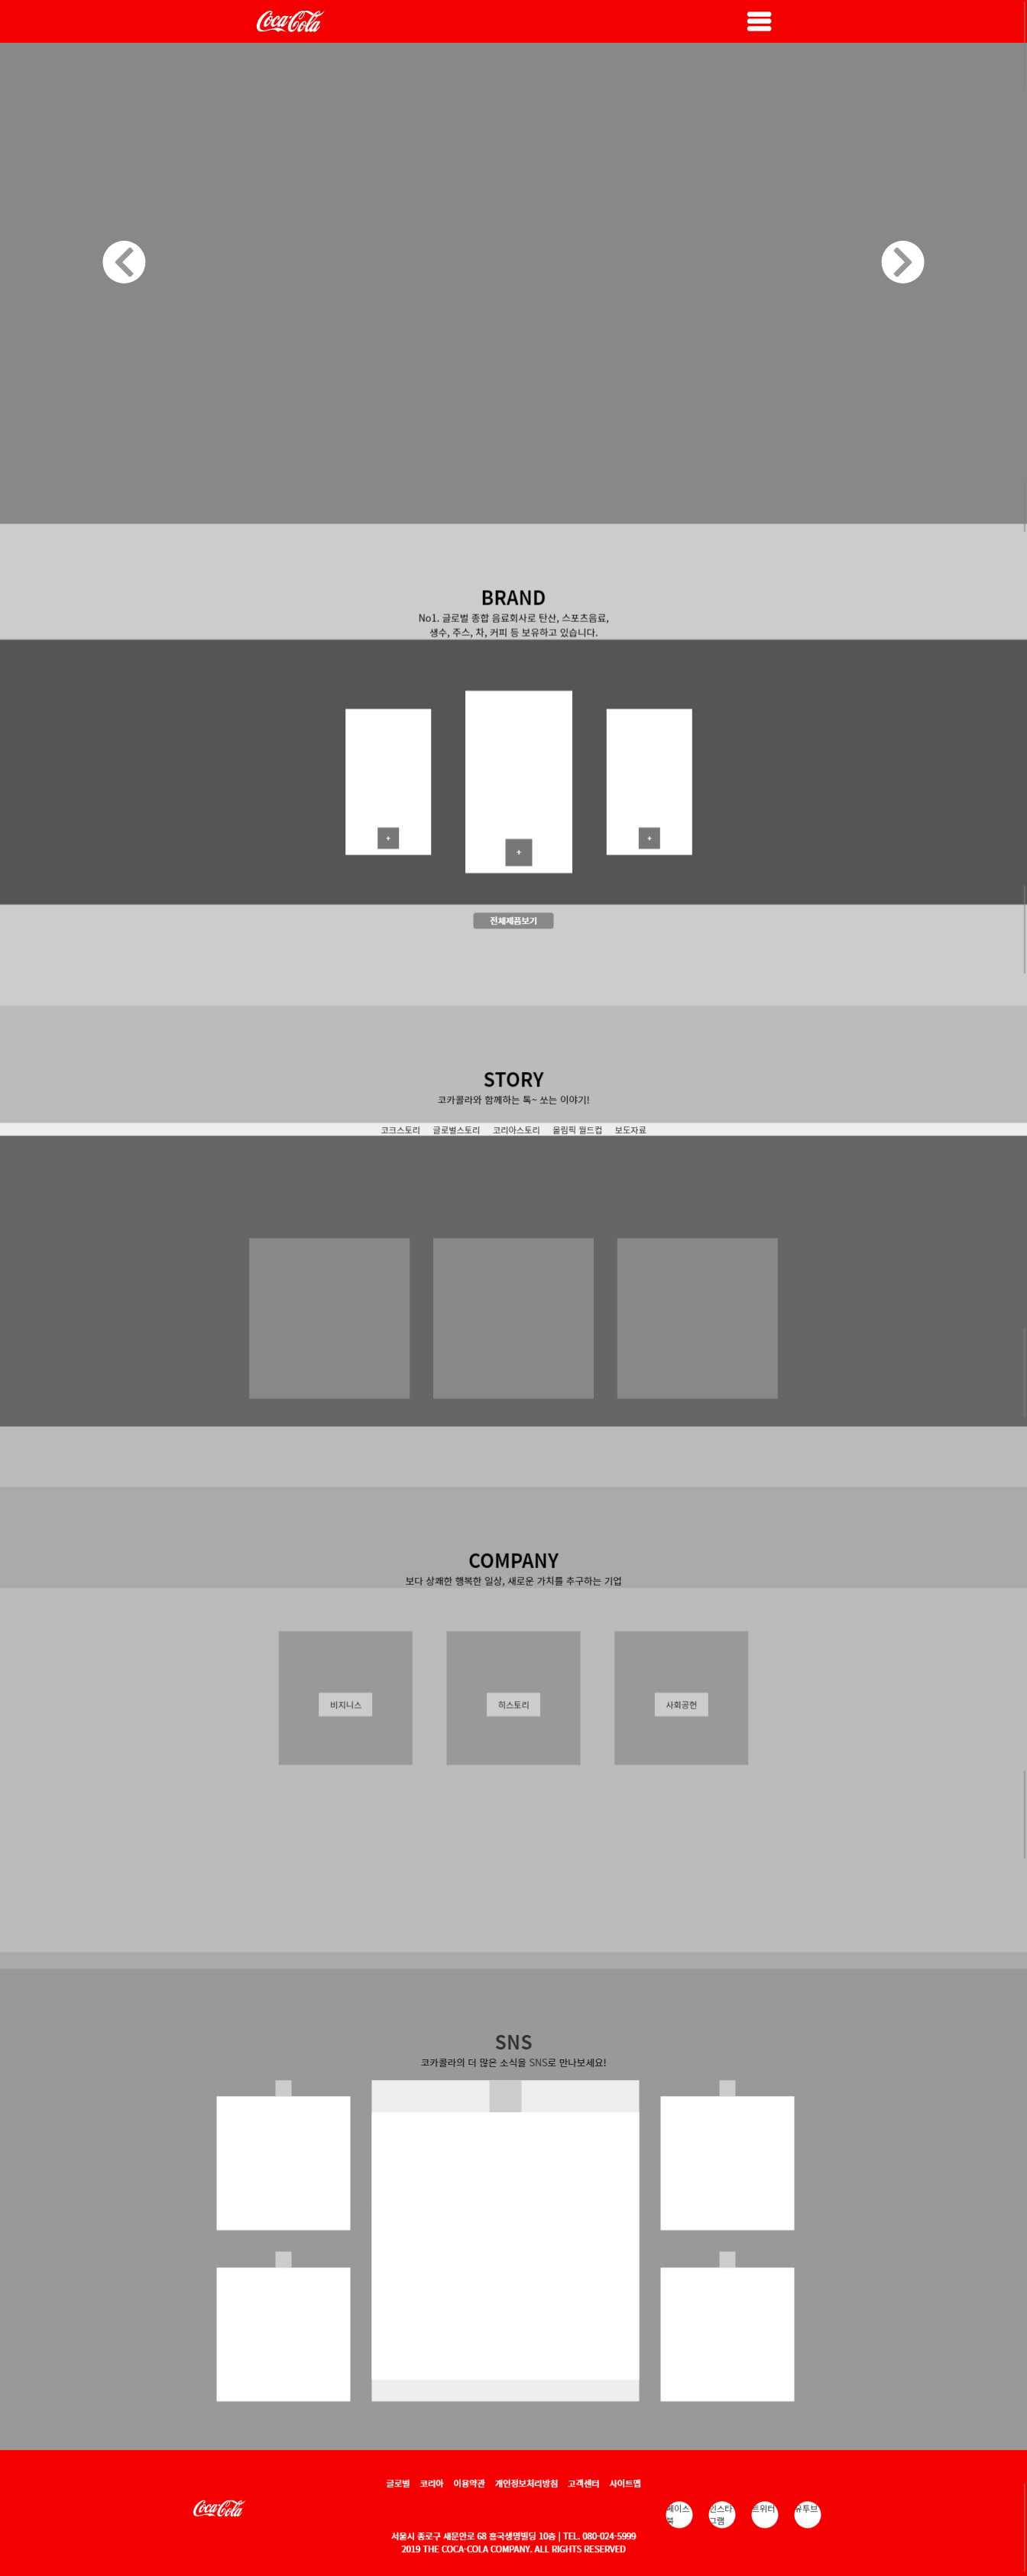 Coca-Cola
BRAND
No1. 글로벌 종합 음료회사로 탄산, 스포츠음료,
생수, 주스, 차, 커피 등 보유하고 있습니다.
+ + +
전체제품보기
STORY
코카콜라와 함께하는 톡~ 쏘는 이야기!
코크스토리 글로벌스토리 코리아스토리 올림픽 월드컵 보도자료
COMPANY
보다 상쾌한 행복한 일상, 새로운 가치를 추구하는 기업
비지니스 히스토리 사회공헌
SNS
코카콜라의 더 많은 소식을 SNS로 만나보세요!
글로벌 코리아 이용약관 개인정보처리방침 고객센터 사이트맵
Coca-Cola
페이스북 인스타그램 트위터 유투브
서울시 종로구 새문안로 68 흥국생명빌딩 10층 | TEL. 080-024-5999
2019 THE COCA-COLA COMPANY. ALL RIGHTS RESERVED